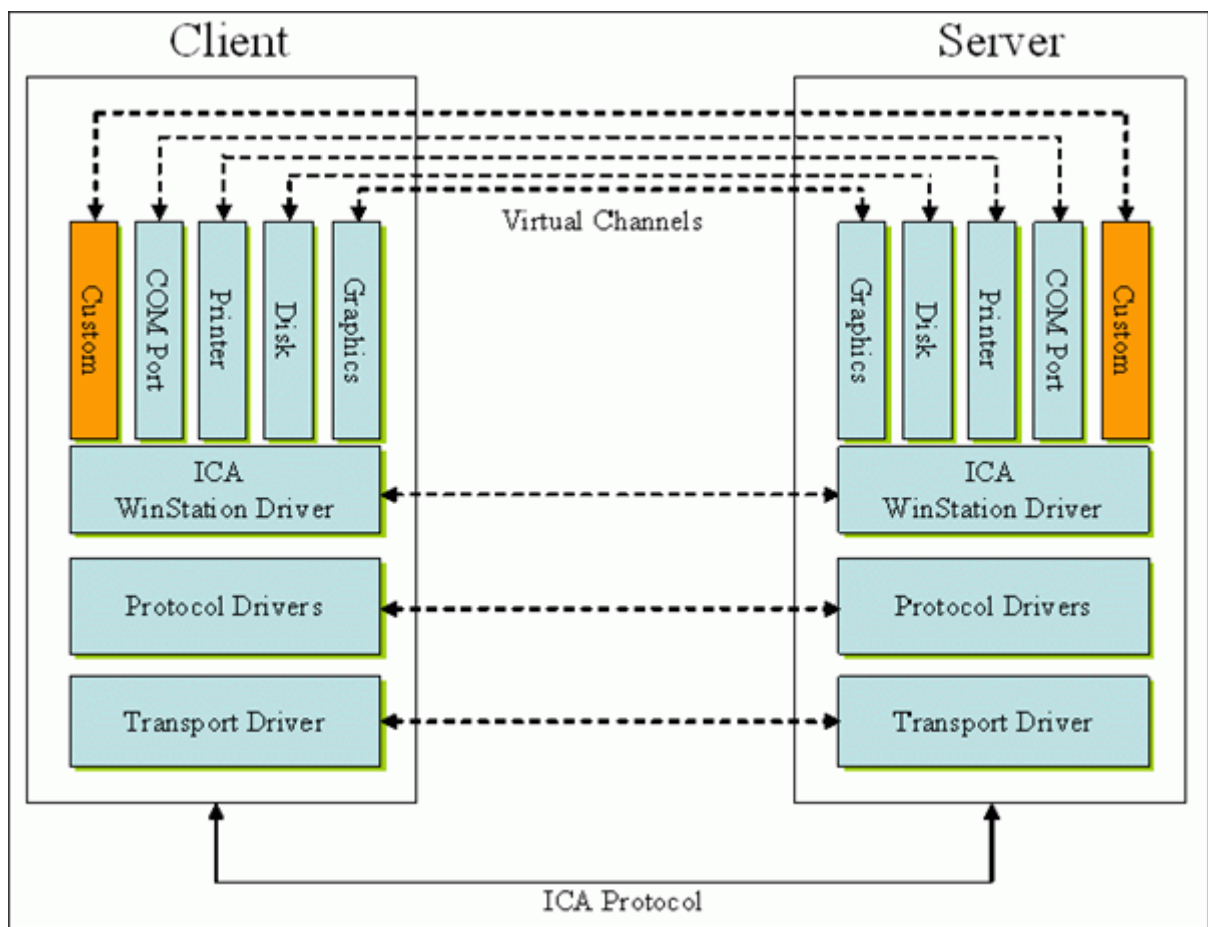 Client
Server
Virtual Channels
Custom
COM Port
Printer
Disk
Graphics
Graphics
Disk
Printer
COM Port
Custom
ICA
WinStation Driver
ICA
WinStation Driver
Protocol Drivers
Protocol Drivers
Transport Driver
Transport Driver
ICA Protocol